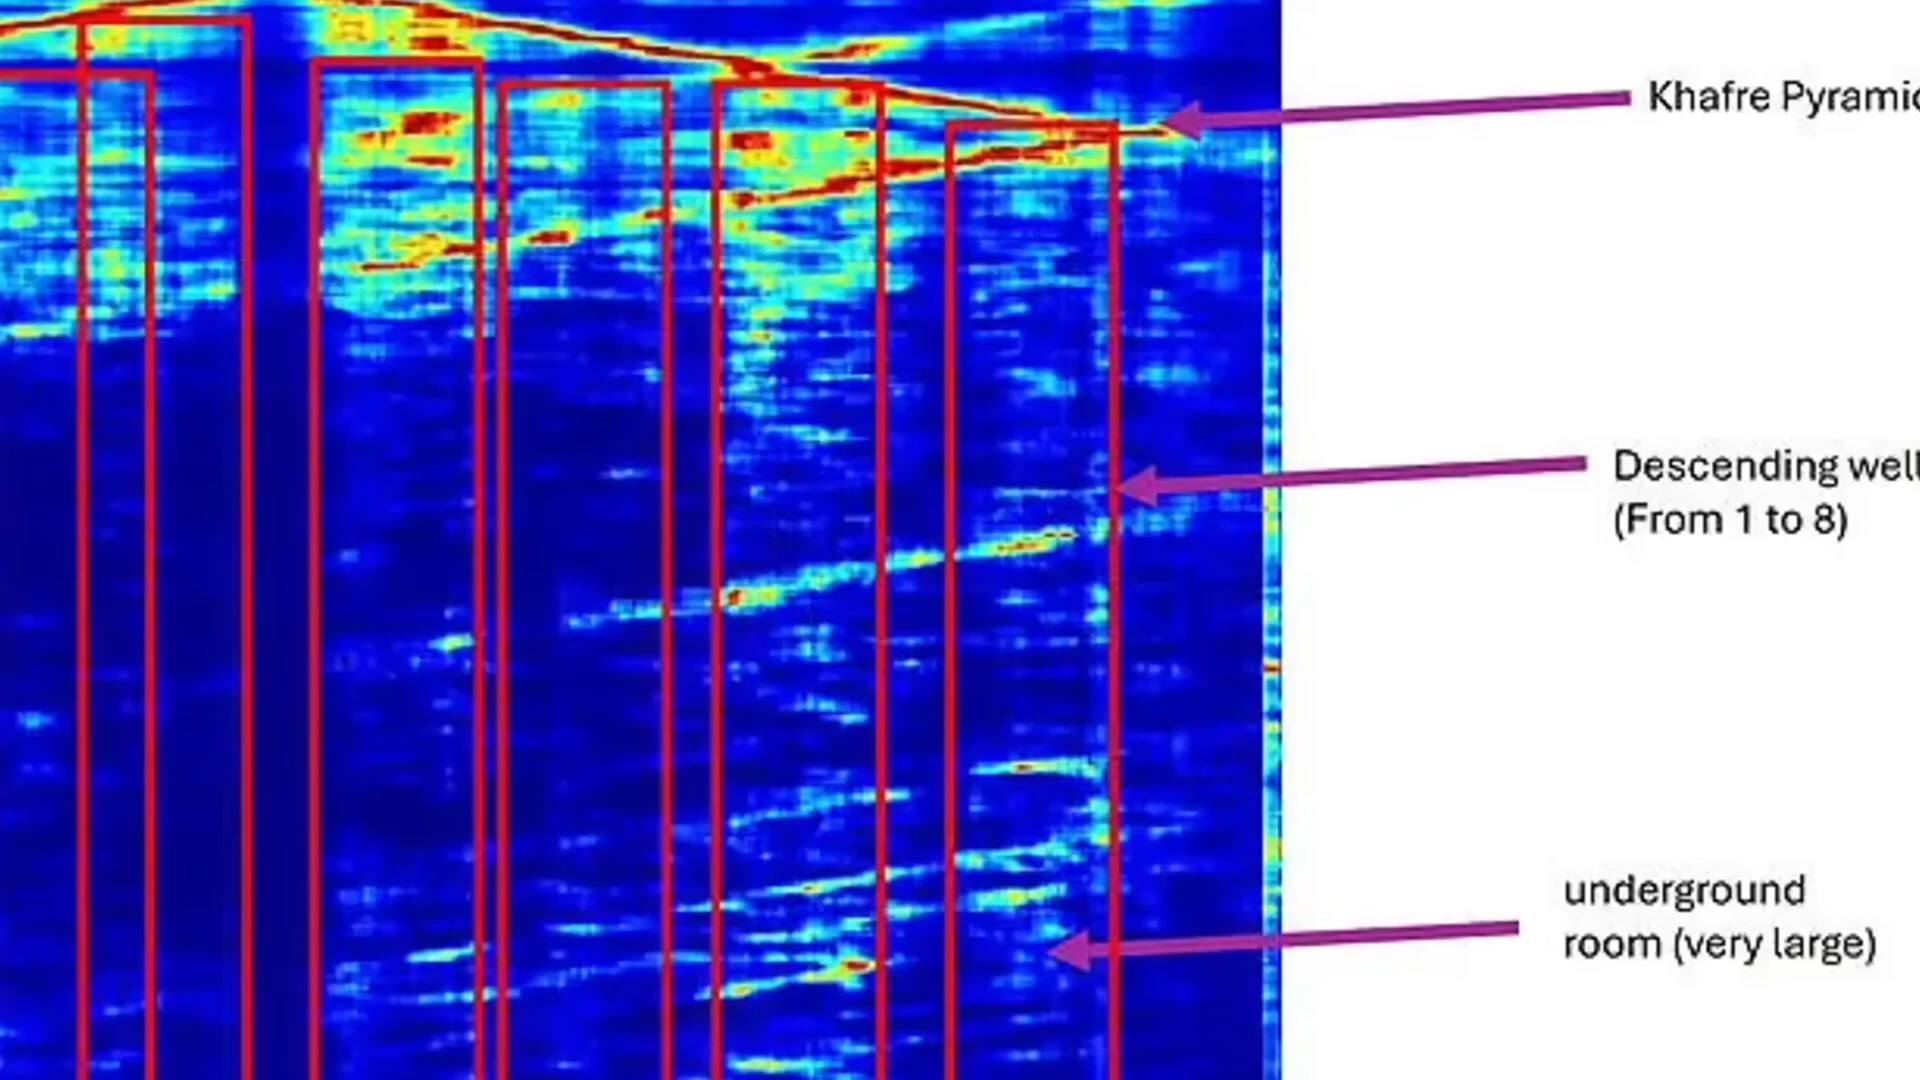 Khafre Pyramid
Descending well
(From 1 to 8)
underground
room (very large)